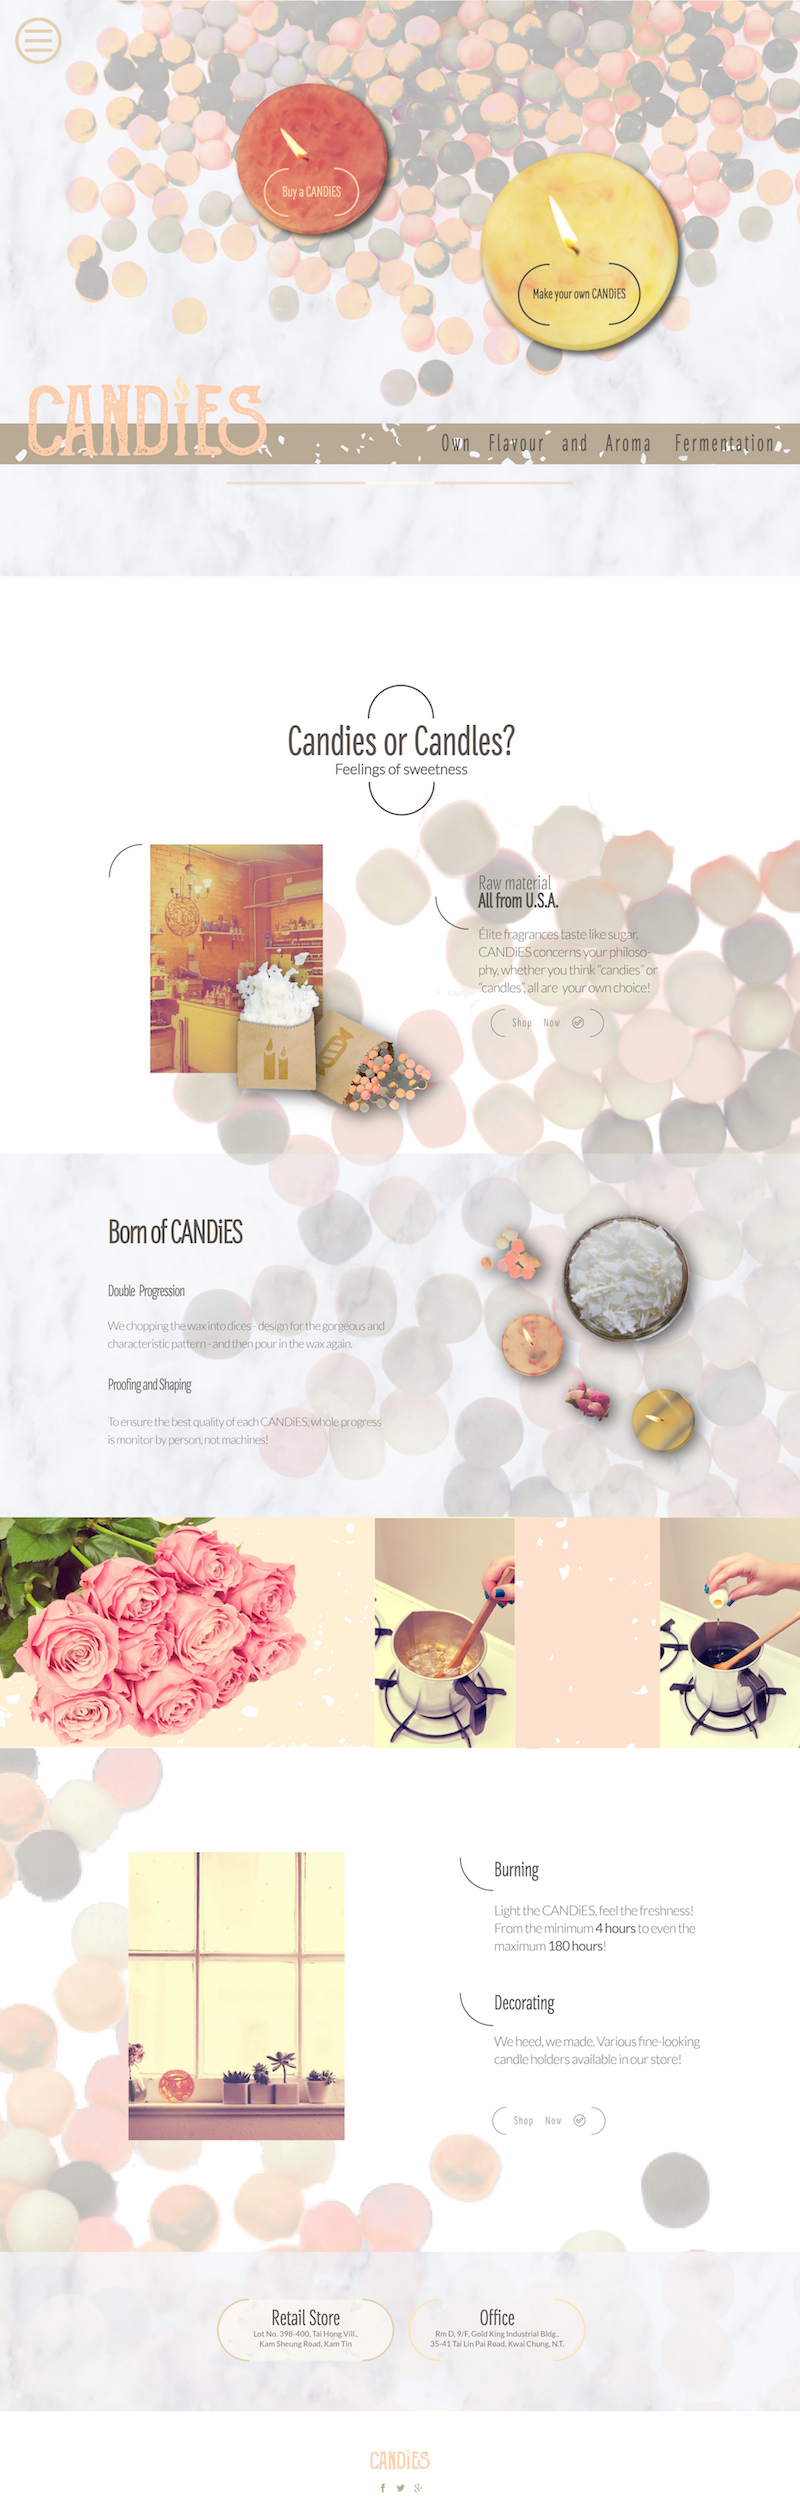 Buy a CANDiES
Make your own CANDiES
CANDiES
Own Flavour and Aroma Fermentation
Candies or Candles?
Feelings of sweetness
Raw material
All from U.S.A.
Élite fragrances taste like sugar.
CANDiES concerns your philoso-
phy, whether you think "candies" or
"candles", all are your own choice!
Shop Now
Born of CANDiES
Double Progression
We chopping the wax into dices - design for the gorgeous and
characteristic pattern - and then pour in the wax again.
Proofing and Shaping
To ensure the best quality of each CANDiES, whole progress
is monitor by person, not machines!
Burning
Light the CANDiES, feel the freshness!
From the minimum 4 hours to even the
maximum 180 hours!
Decorating
We heed, we made. Various fine-looking
candle holders available in our store!
Shop Now
Retail Store
Lot No. 398-400, Tai Hong Vill.,
Kam Sheung Road, Kam Tin
Office
Rm D, 9/F, Gold King Industrial Bldg.,
35-41 Tai Lin Pai Road, Kwai Chung, N.T.
CANDiES